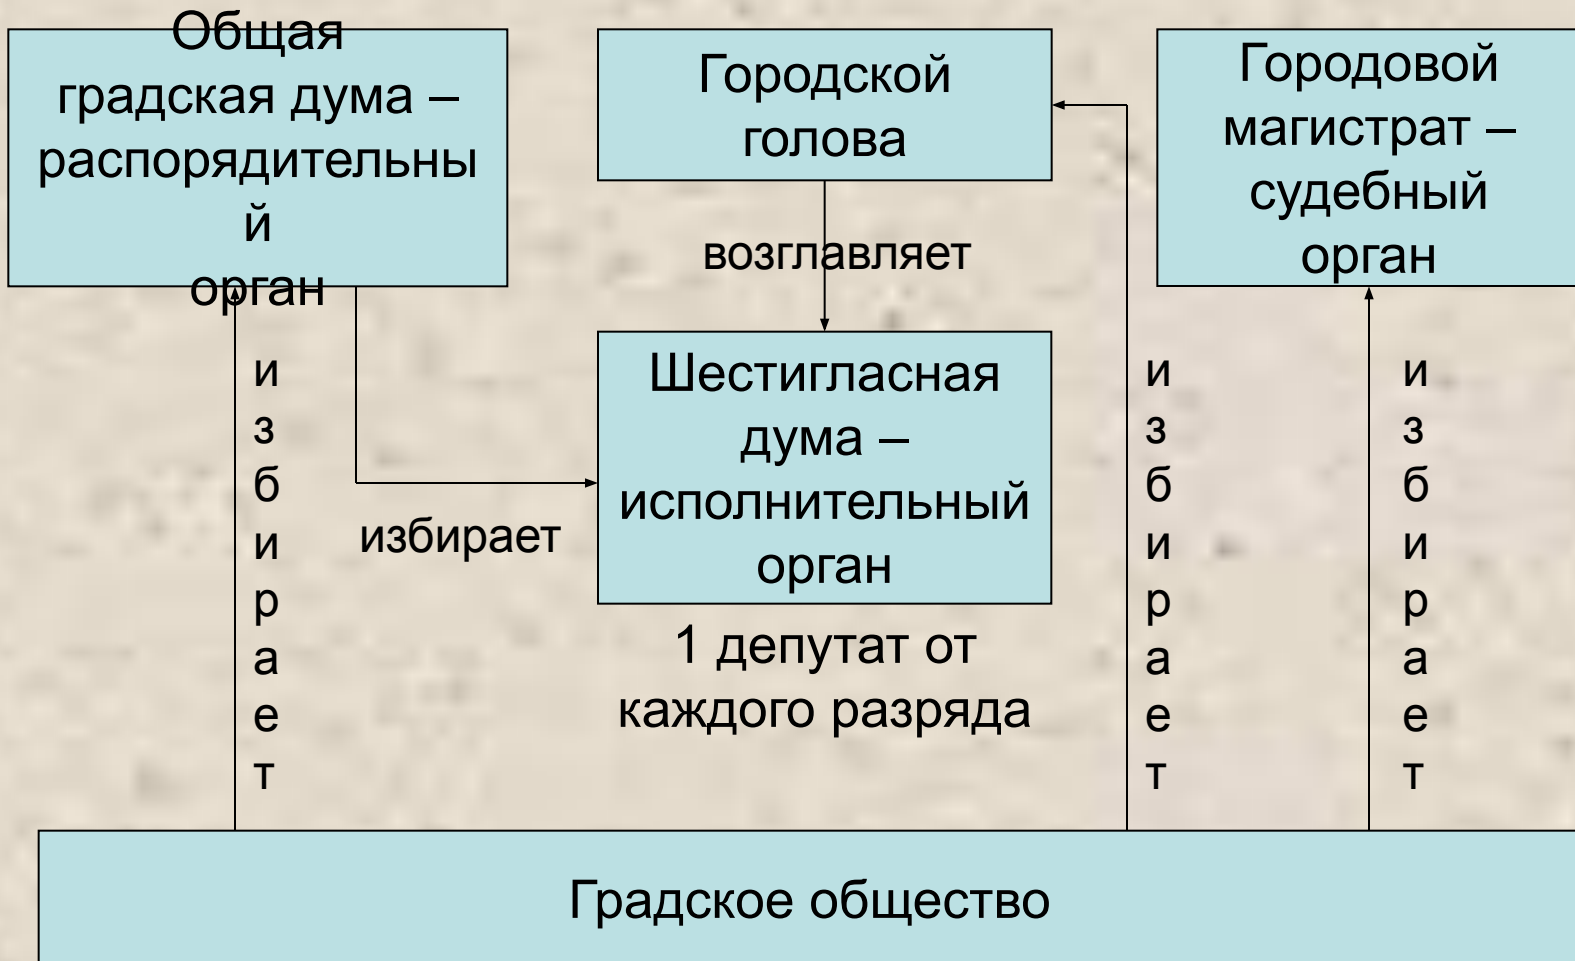 Общая
градская дума –
распорядительны
й
орган
Городской
голова
Городовой
магистрат –
судебный
орган
возглавляет
Шестигласная
дума –
исполнительный
орган
избирает
1 депутат от
каждого разряда
и
з
б
и
р
а
е
т
и
з
б
и
р
а
е
т
и
з
б
и
р
а
е
т
Градское общество